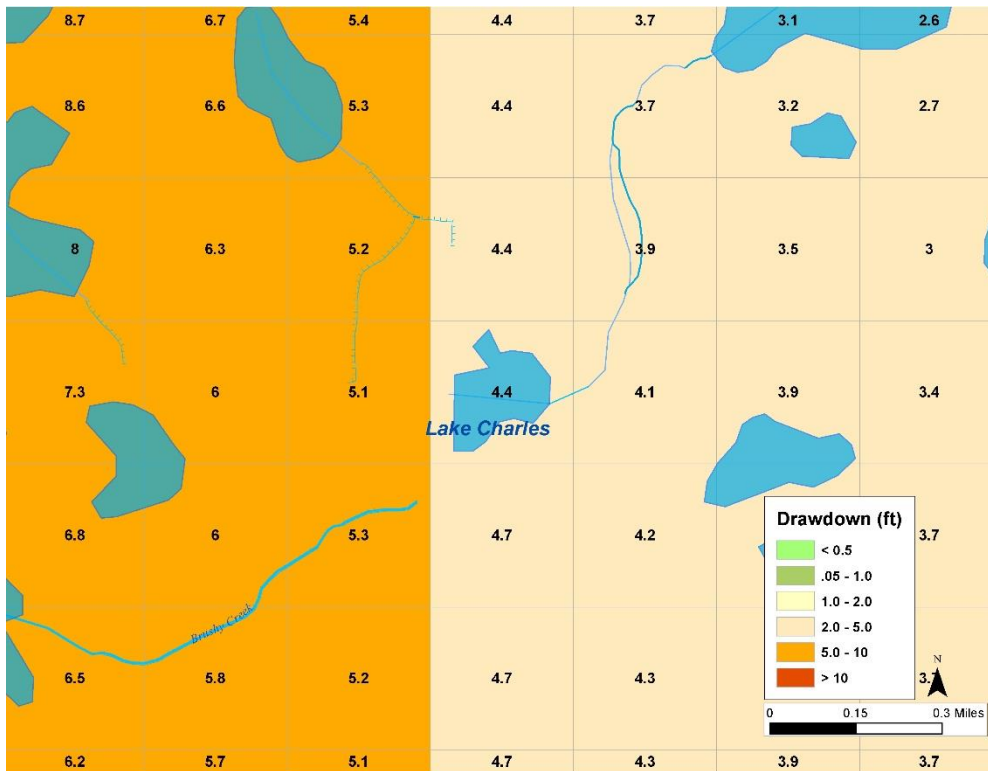 8.7 6.7 5.4 4.4 3.7 3.1 2.6
8.6 6.6 5.3 4.4 3.7 3.2 2.7
8 6.3 5.2 4.4 3.9 3.5 3
7.3 6 5.1 4.4 4.1 3.9 3.4
Lake Charles
6.8 6 5.3 4.7 4.2 3.7
Brushy Creek
6.5 5.8 5.2 4.7 4.3
6.2 5.7 5.1 4.7 4.3 3.9 3.7
Drawdown (ft)
< 0.5
.05 - 1.0
1.0 - 2.0
2.0 - 5.0
5.0 - 10
> 10
N
0 0.15 0.3 Miles